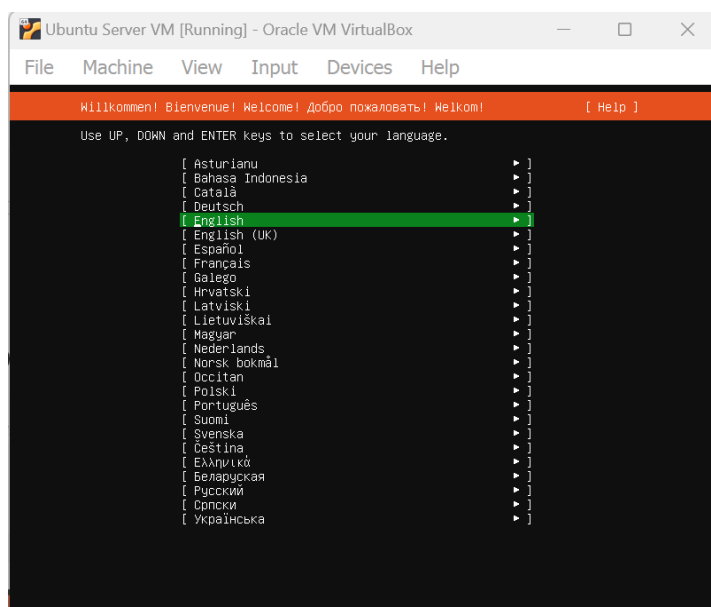 Ubuntu Server VM [Running] - Oracle VM VirtualBox
File Machine View Input Devices Help
Willkommen! Bienvenue! Welcome! Добро пожаловать! Welkom! [ Help ]
Use UP, DOWN and ENTER keys to select your language.
[ Asturianu ▸ ]
[ Bahasa Indonesia ▸ ]
[ Català ▸ ]
[ Deutsch ▸ ]
[ English ▸ ]
[ English (UK) ▸ ]
[ Español ▸ ]
[ Français ▸ ]
[ Galego ▸ ]
[ Hrvatski ▸ ]
[ Latviski ▸ ]
[ Lietuviškai ▸ ]
[ Magyar ▸ ]
[ Nederlands ▸ ]
[ Norsk bokmål ▸ ]
[ Occitan ▸ ]
[ Polski ▸ ]
[ Português ▸ ]
[ Suomi ▸ ]
[ Svenska ▸ ]
[ Čeština ▸ ]
[ Ελληνικά ▸ ]
[ Беларуская ▸ ]
[ Русский ▸ ]
[ Српски ▸ ]
[ Українська ▸ ]